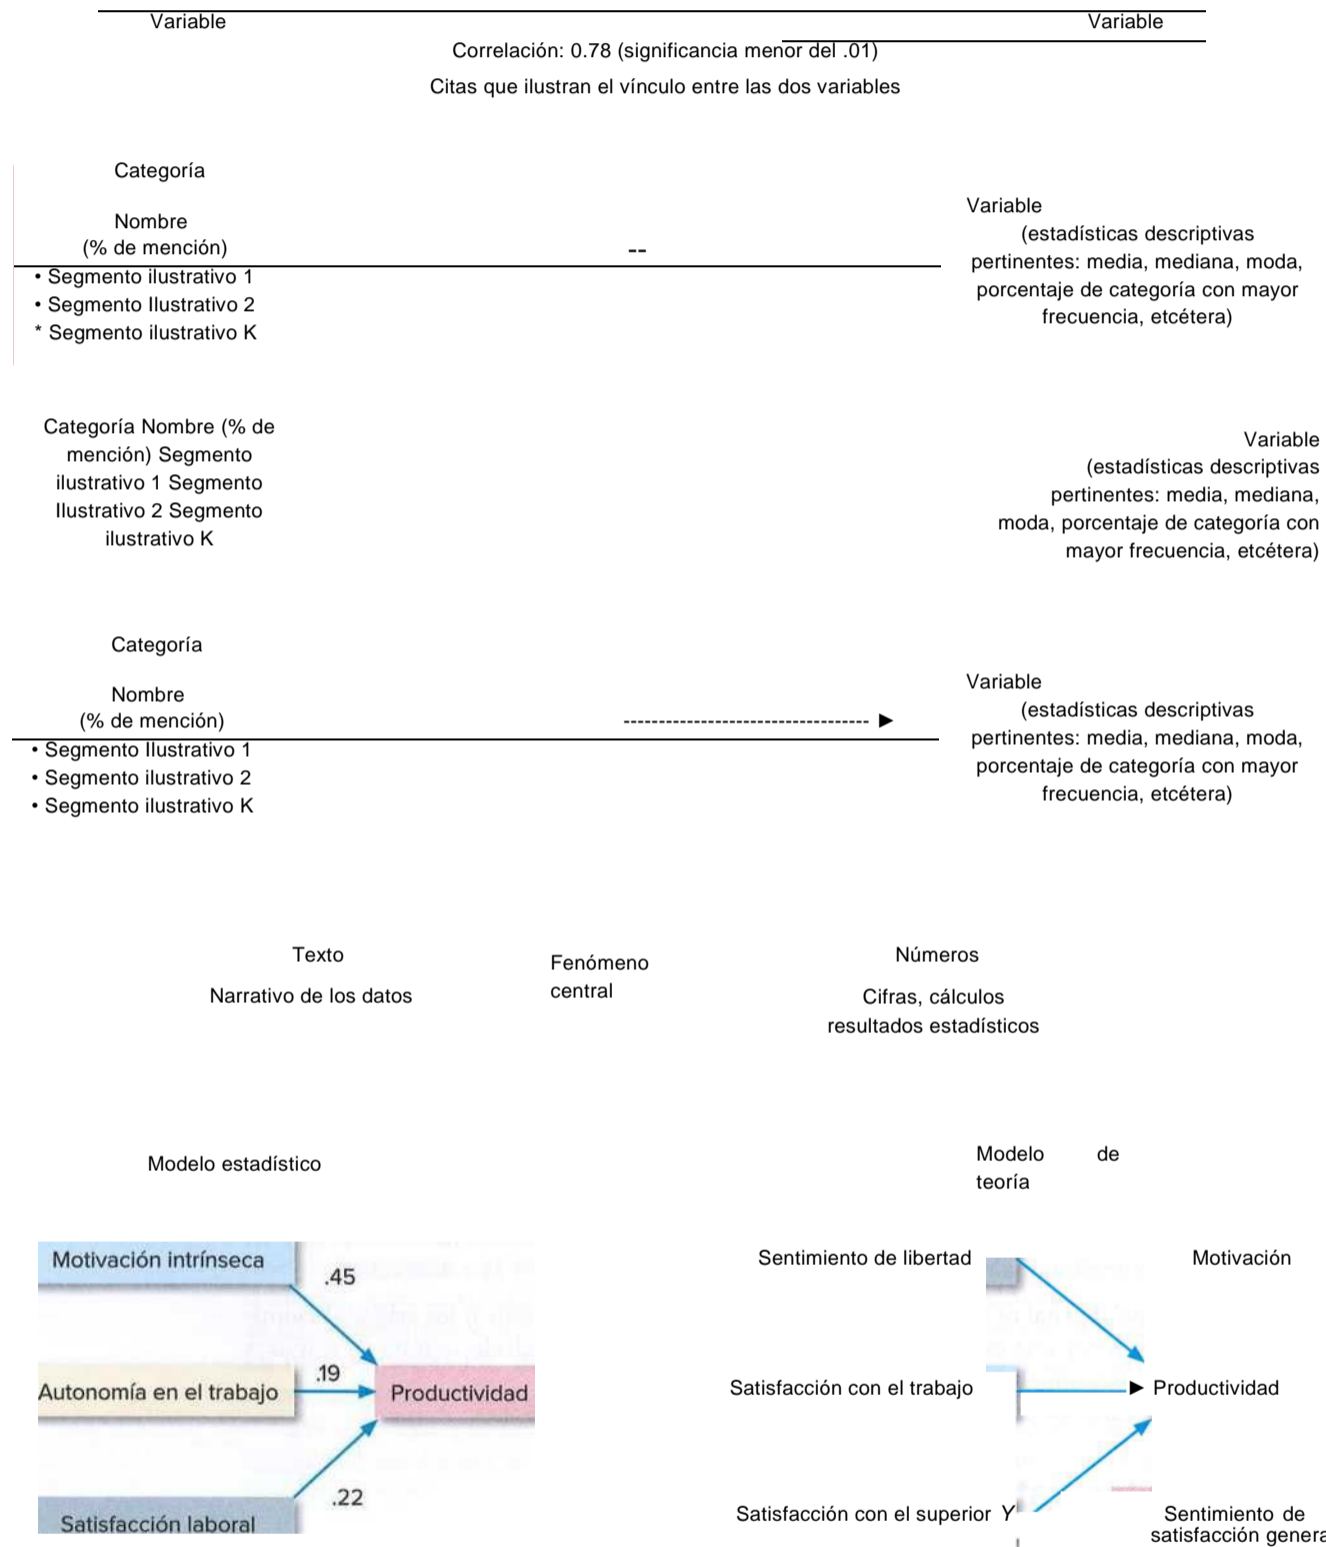 Variable
Variable
Correlación: 0.78 (significancia menor del .01)
Citas que ilustran el vínculo entre las dos variables
Categoría
Nombre
(% de mención)
• Segmento ilustrativo 1
• Segmento Ilustrativo 2
* Segmento ilustrativo K
--
Variable
(estadísticas descriptivas
pertinentes: media, mediana, moda,
porcentaje de categoría con mayor
frecuencia, etcétera)
Categoría Nombre (% de
mención) Segmento
ilustrativo 1 Segmento
Ilustrativo 2 Segmento
ilustrativo K
Variable
(estadísticas descriptivas
pertinentes: media, mediana,
moda, porcentaje de categoría con
mayor frecuencia, etcétera)
Categoría
Nombre
(% de mención)
• Segmento Ilustrativo 1
• Segmento ilustrativo 2
• Segmento ilustrativo K
Variable
(estadísticas descriptivas
pertinentes: media, mediana, moda,
porcentaje de categoría con mayor
frecuencia, etcétera)
Texto
Narrativo de los datos
Fenómeno
central
Números
Cifras, cálculos
resultados estadísticos
Modelo estadístico
Modelo de
teoría
Motivación intrínseca
.45
Autonomía en el trabajo
.19
Productividad
.22
Satisfacción laboral
Sentimiento de libertad
Motivación
Satisfacción con el trabajo
Productividad
Satisfacción con el superior Y
Sentimiento de
satisfacción genera